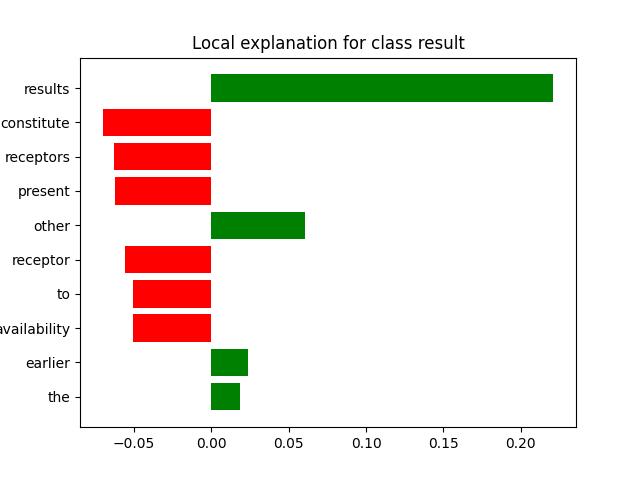 Local explanation for class result
results
constitute
receptors
present
other
receptor
to
availability
earlier
the
−0.05 0.00 0.05 0.10 0.15 0.20